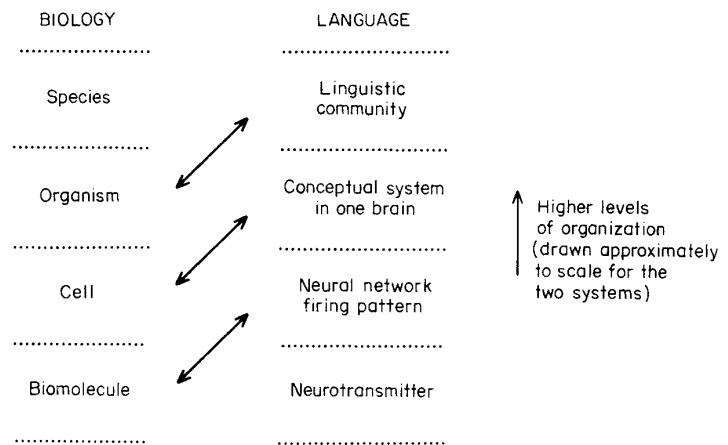 BIOLOGY
LANGUAGE
Species
Linguistic
community
Organism
Conceptual system
in one brain
Higher levels
of organization
(drawn approximately
to scale for the
two systems)
Cell
Neural network
firing pattern
Biomolecule
Neurotransmitter